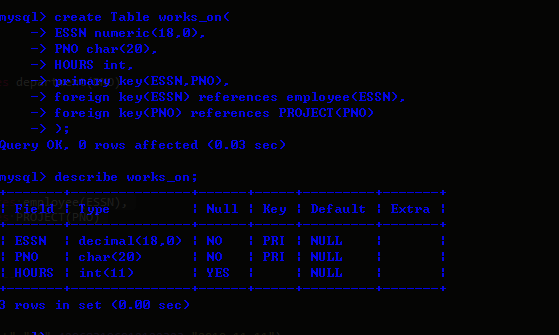 mysql> create Table works_on(
-> ESSN numeric(18,0),
-> PNO char(20),
-> HOURS int,
-> primary key(ESSN,PNO),
-> foreign key(ESSN) references employee(ESSN),
-> foreign key(PNO) references PROJECT(PNO)
-> );
Query OK, 0 rows affected (0.03 sec)
mysql> describe works_on;
+-------+---------------+------+-----+---------+-------+
| Field | Type | Null | Key | Default | Extra |
+-------+---------------+------+-----+---------+-------+
| ESSN | decimal(18,0) | NO | PRI | NULL | |
| PNO | char(20) | NO | PRI | NULL | |
| HOURS | int(11) | YES | | NULL | |
+-------+---------------+------+-----+---------+-------+
3 rows in set (0.00 sec)